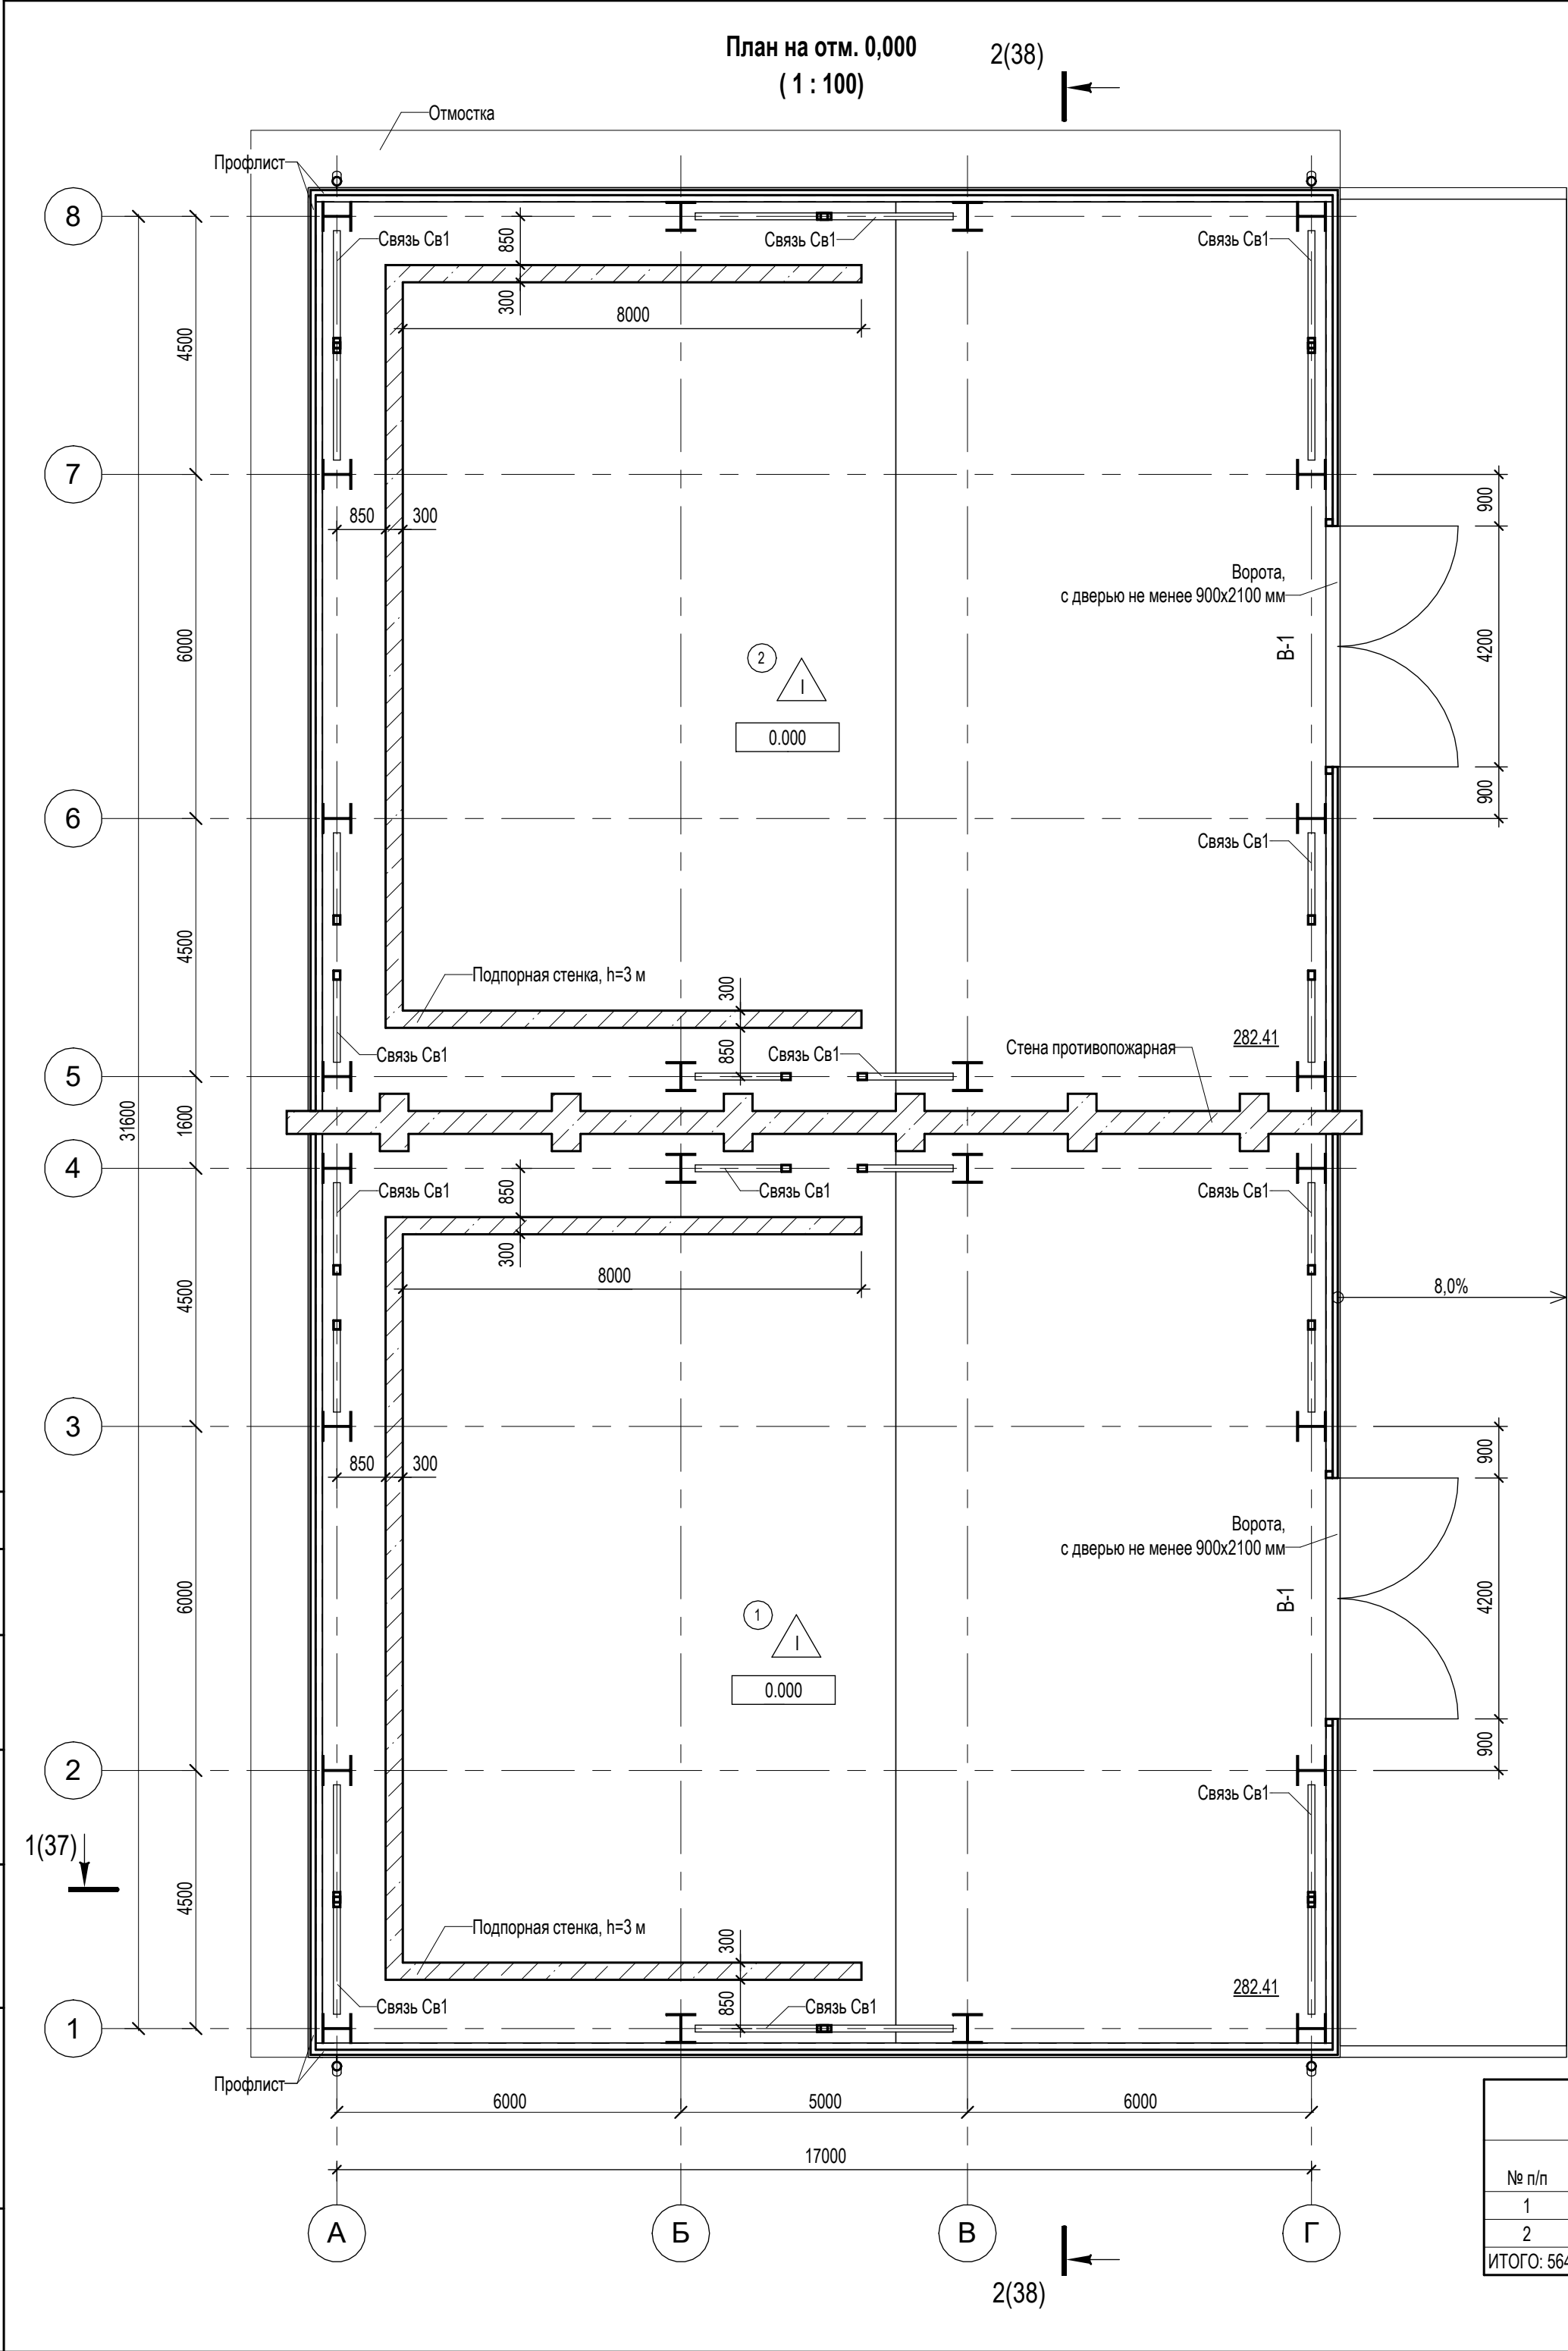 План на отм. 0,000
( 1 : 100)
2(38)
Отмостка
Профлист
8
Связь Св1
850
Связь Св1
Связь Св1
300
8000
4500
7
850
300
900
Ворота,
с дверью не менее 900х2100 мм
6000
В-1
4200
2
I
0.000
900
6
Связь Св1
4500
Подпорная стенка, h=3 м
300
850
Связь Св1
Связь Св1
Стена противопожарная
282.41
5
31600
1600
4
Связь Св1
850
Связь Св1
Связь Св1
300
8000
4500
8,0%
3
850
300
900
Ворота,
с дверью не менее 900х2100 мм
6000
В-1
4200
1
I
0.000
900
2
Связь Св1
1(37)
4500
Подпорная стенка, h=3 м
300
850
Связь Св1
Связь Св1
282.41
1
Профлист
6000
5000
6000
17000
А
Б
В
Г
2(38)
№ п/п
1
2
ИТОГО: 564